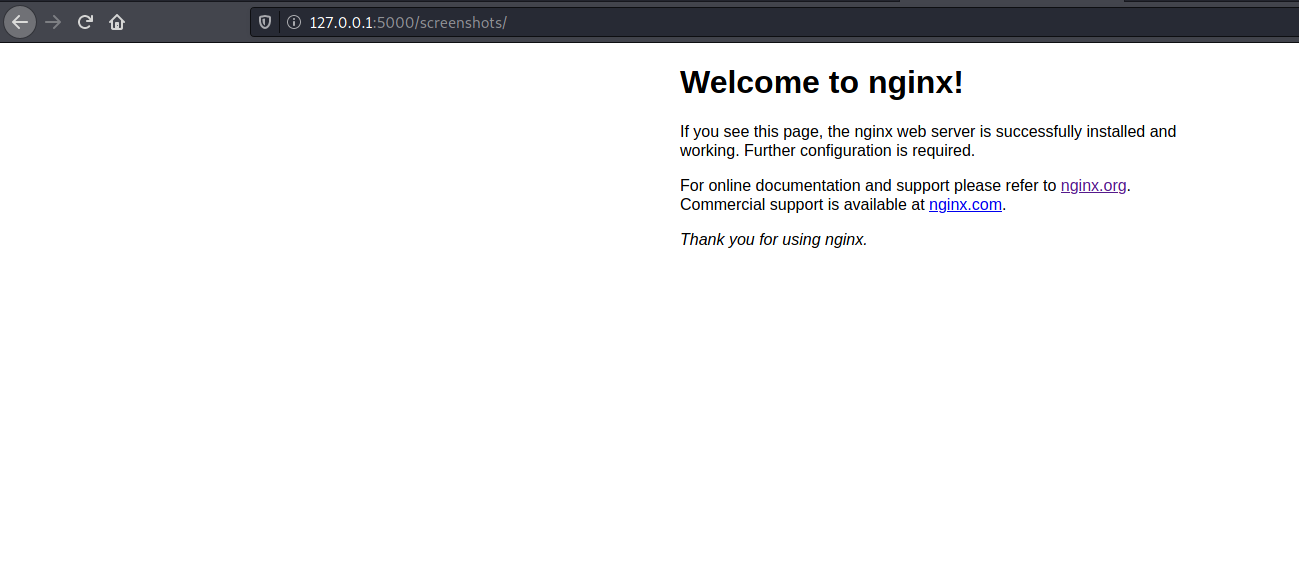 127.0.0.1:5000/screenshots/
Welcome to nginx!
If you see this page, the nginx web server is successfully installed and
working. Further configuration is required.
For online documentation and support please refer to nginx.org.
Commercial support is available at nginx.com.
Thank you for using nginx.